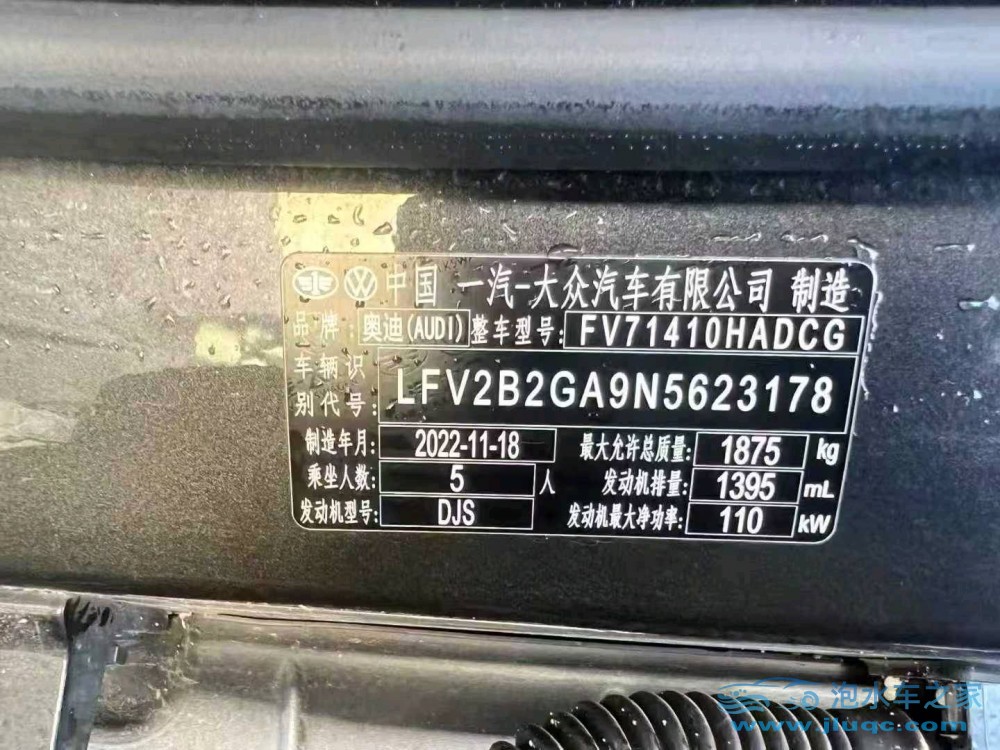 中国 一汽-大众汽车有限公司 制造
品牌: 奥迪(AUDI) 整车型号: FV71410HADCG
车辆识别代号: LFV2B2GA9N5623178
制造年月: 2022-11-18 最大允许总质量: 1875 kg
乘坐人数: 5 人 发动机排量: 1395 mL
发动机型号: DJS 发动机最大净功率: 110 kW
泡水车之家
www.jluqc.com